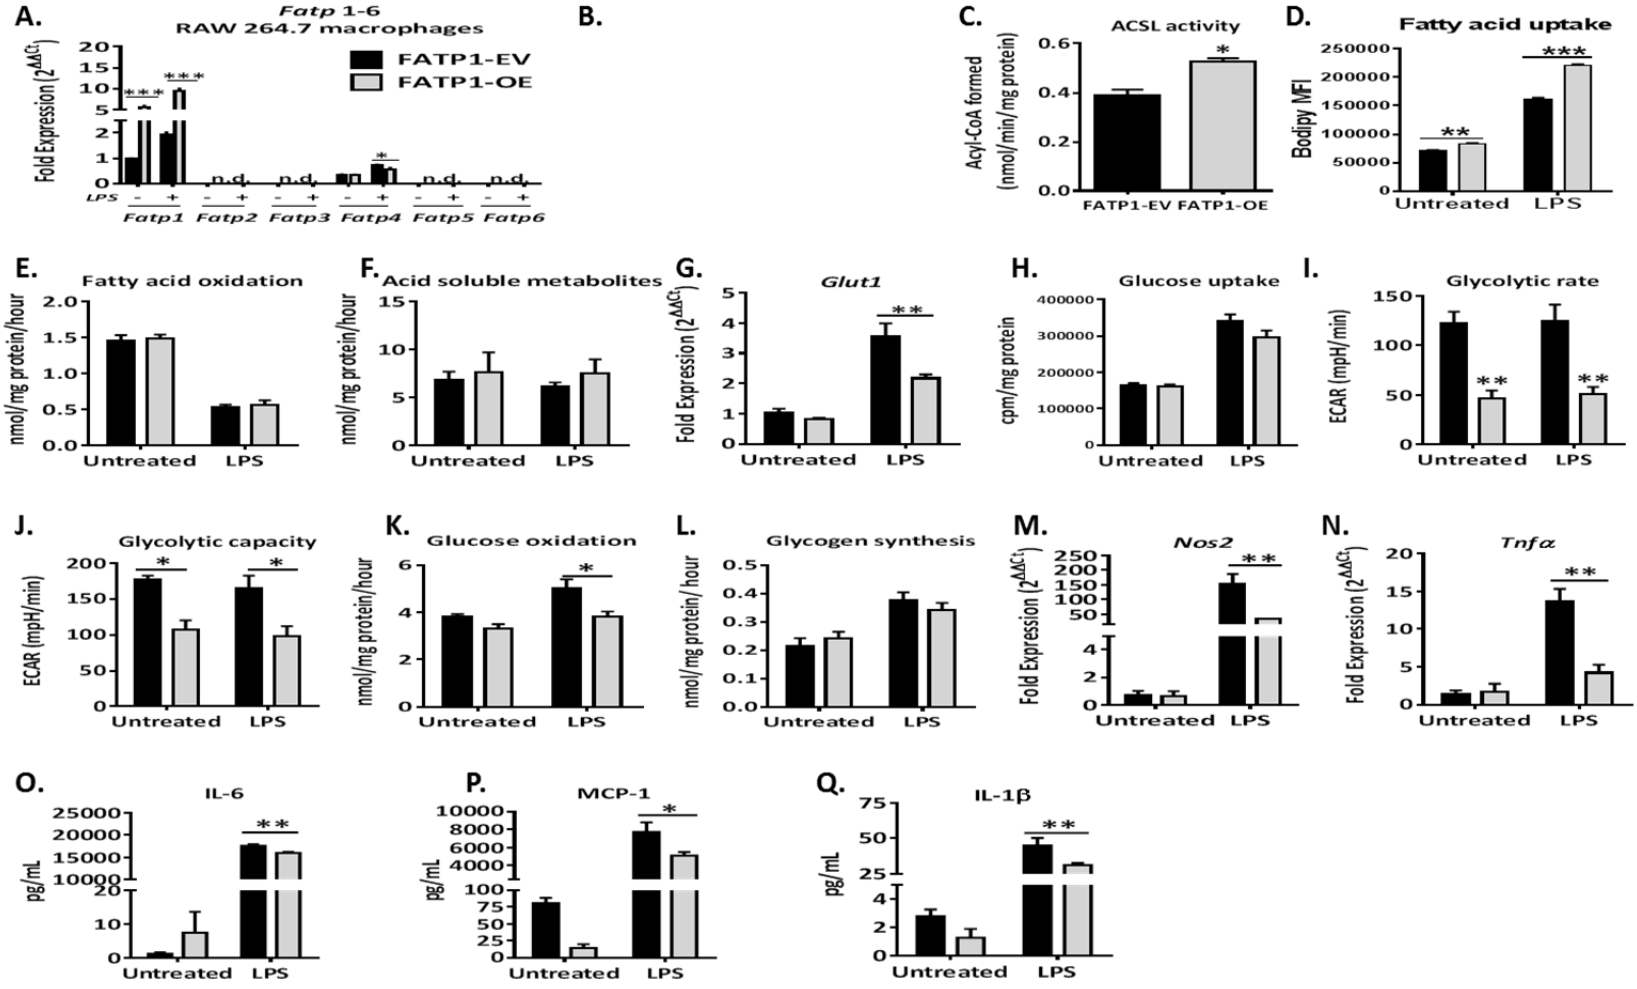 A.
Fatp 1-6
RAW 264.7 macrophages
Fold Expression (2^ΔΔCt)
20
15
10
5
2
1
0
***
***
*
FATP1-EV
FATP1-OE
n.d. n.d. n.d. n.d.
LPS - + - + - + - + - + - +
Fatp1 Fatp2 Fatp3 Fatp4 Fatp5 Fatp6
B.
C.
ACSL activity
Acyl-CoA formed
(nmol/min/mg protein)
0.6
0.4
0.2
0.0
*
FATP1-EV FATP1-OE
D.
Fatty acid uptake
Bodipy MFI
250000
200000
150000
100000
50000
0
**
***
Untreated LPS
E.
Fatty acid oxidation
nmol/mg protein/hour
2.0
1.5
1.0
0.5
0.0
Untreated LPS
F.
Acid soluble metabolites
nmol/mg protein/hour
15
10
5
0
Untreated LPS
G.
Glut1
Fold Expression (2^ΔΔCt)
5
4
3
2
1
0
**
Untreated LPS
H.
Glucose uptake
cpm/mg protein
400000
300000
200000
100000
0
Untreated LPS
I.
Glycolytic rate
ECAR (mpH/min)
150
100
50
0
**
**
Untreated LPS
J.
Glycolytic capacity
ECAR (mpH/min)
200
150
100
50
0
*
*
Untreated LPS
K.
Glucose oxidation
nmol/mg protein/hour
6
4
2
0
*
Untreated LPS
L.
Glycogen synthesis
nmol/mg protein/hour
0.5
0.4
0.3
0.2
0.1
0.0
Untreated LPS
M.
Nos2
Fold Expression (2^ΔΔCt)
250
200
150
100
50
4
2
0
**
Untreated LPS
N.
Tnfα
Fold Expression (2^ΔΔCt)
20
15
10
5
0
**
Untreated LPS
O.
IL-6
pg/mL
25000
20000
15000
10000
20
10
0
**
Untreated LPS
P.
MCP-1
pg/mL
10000
8000
6000
4000
100
75
50
25
0
*
Untreated LPS
Q.
IL-1β
pg/mL
75
50
25
4
2
0
**
Untreated LPS